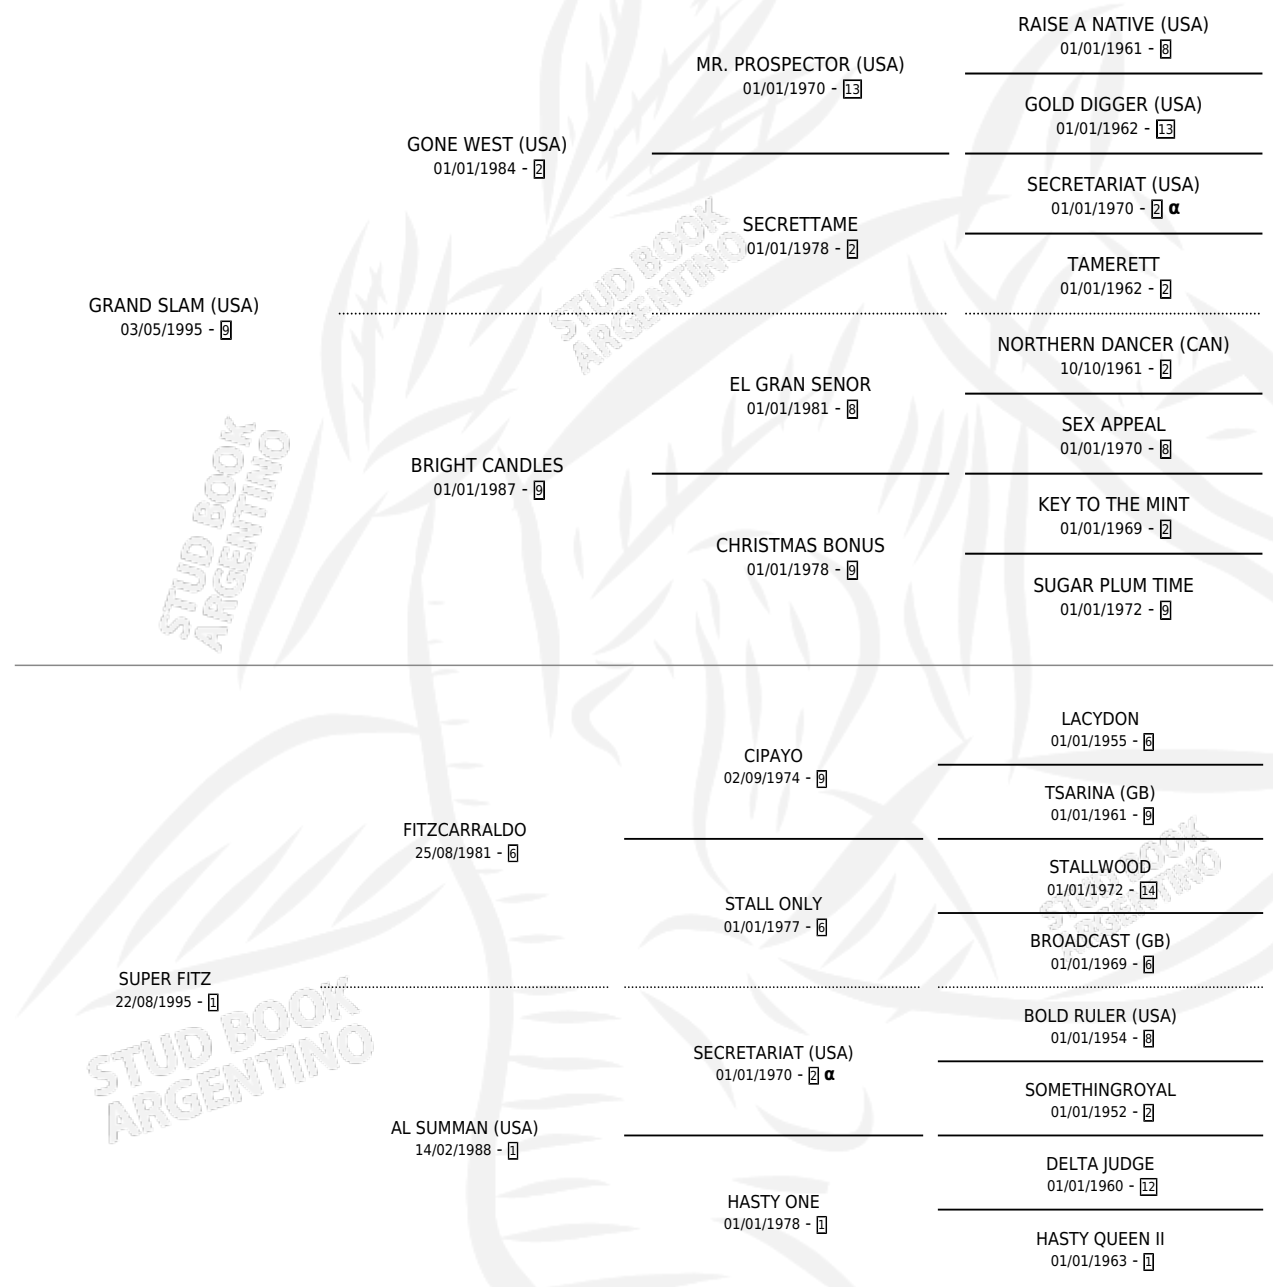 RAISE A NATIVE (USA)
01/01/1961 - 8
MR. PROSPECTOR (USA)
01/01/1970 - 13
GOLD DIGGER (USA)
01/01/1962 - 13
GONE WEST (USA)
01/01/1984 - 2
SECRETARIAT (USA)
01/01/1970 - 2 α
SECRETTAME
01/01/1978 - 2
TAMERETT
01/01/1962 - 2
GRAND SLAM (USA)
03/05/1995 - 9
NORTHERN DANCER (CAN)
10/10/1961 - 2
EL GRAN SENOR
01/01/1981 - 8
SEX APPEAL
01/01/1970 - 8
BRIGHT CANDLES
01/01/1987 - 9
KEY TO THE MINT
01/01/1969 - 2
CHRISTMAS BONUS
01/01/1978 - 9
SUGAR PLUM TIME
01/01/1972 - 9
STUD BOOK
ARGENTINO
STUD BOOK
ARGENTINO
LACYDON
01/01/1955 - 6
CIPAYO
02/09/1974 - 9
TSARINA (GB)
01/01/1961 - 9
FITZCARRALDO
25/08/1981 - 6
STALLWOOD
01/01/1972 - 14
STALL ONLY
01/01/1977 - 6
BROADCAST (GB)
01/01/1969 - 6
SUPER FITZ
22/08/1995 - 1
BOLD RULER (USA)
01/01/1954 - 8
SECRETARIAT (USA)
01/01/1970 - 2 α
SOMETHINGROYAL
01/01/1952 - 2
AL SUMMAN (USA)
14/02/1988 - 1
DELTA JUDGE
01/01/1960 - 12
HASTY ONE
01/01/1978 - 1
HASTY QUEEN II
01/01/1963 - 1
STUD BOOK
ARGENTINO
STUD BOOK
ARGENTINO